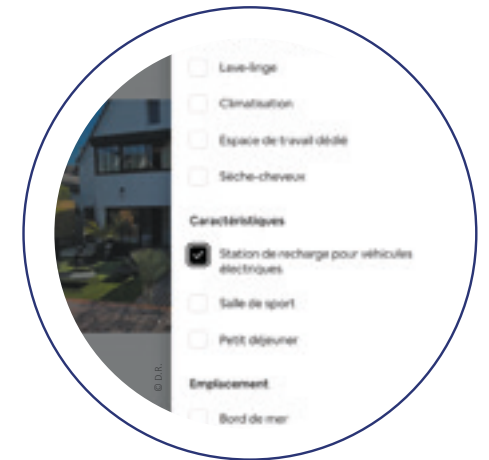 Lave-linge
Climatisation
Espace de travail dédié
Sèche-cheveux
Caractéristiques
Station de recharge pour véhicules
électriques
Salle de sport
Petit déjeuner
Emplacement
Bord de mer
© D.R.